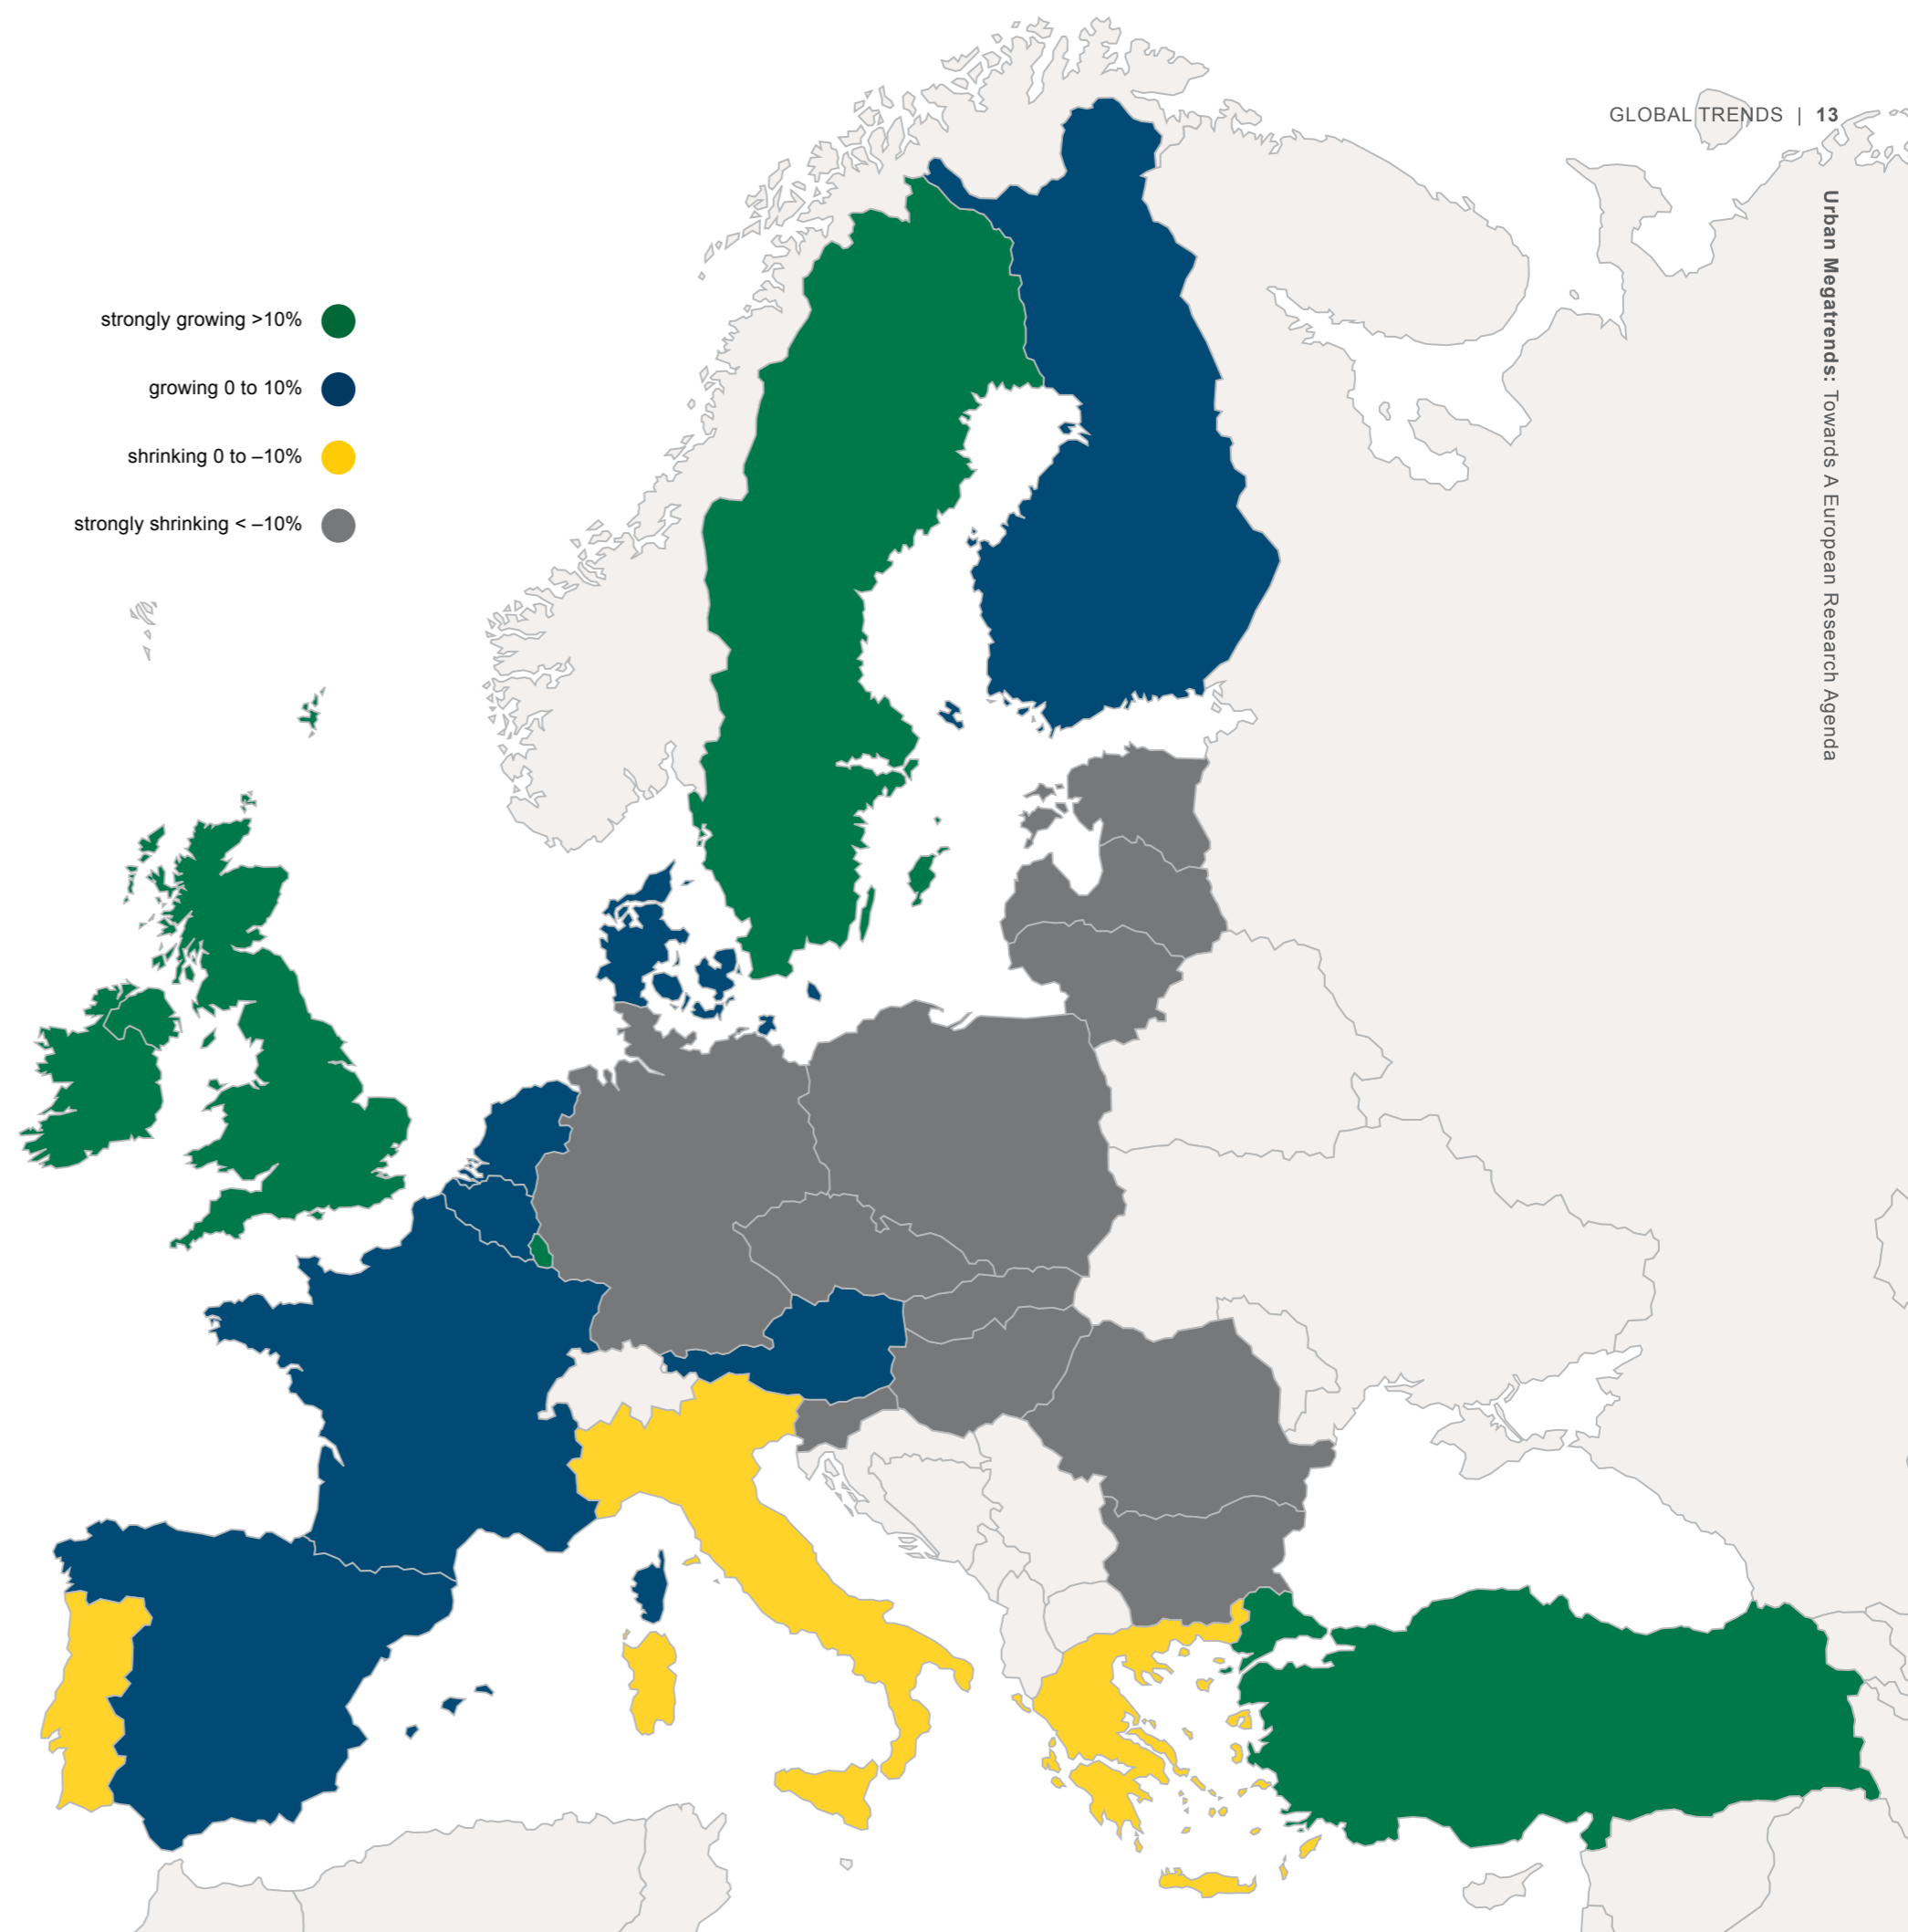 GLOBAL TRENDS | 13
Urban Megatrends: Towards A European Research Agenda
strongly growing >10%
growing 0 to 10%
shrinking 0 to –10%
strongly shrinking < –10%